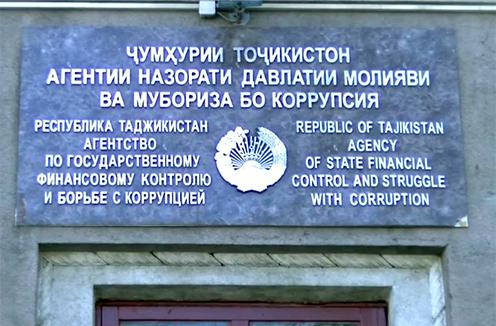 ҶУМҲУРИИ ТОҶИКИСТОН
АГЕНТИИ НАЗОРАТИ ДАВЛАТИИ МОЛИЯВИ
ВА МУБОРИЗА БО КОРРУПСИЯ
РЕСПУБЛИКА ТАДЖИКИСТАН
АГЕНТСТВО
ПО ГОСУДАРСТВЕННОМУ
ФИНАНСОВОМУ КОНТРОЛЮ
И БОРЬБЕ С КОРРУПЦИЕЙ
REPUBLIC OF TAJIKISTAN
AGENCY
OF STATE FINANCIAL
CONTROL AND STRUGGLE
WITH CORRUPTION